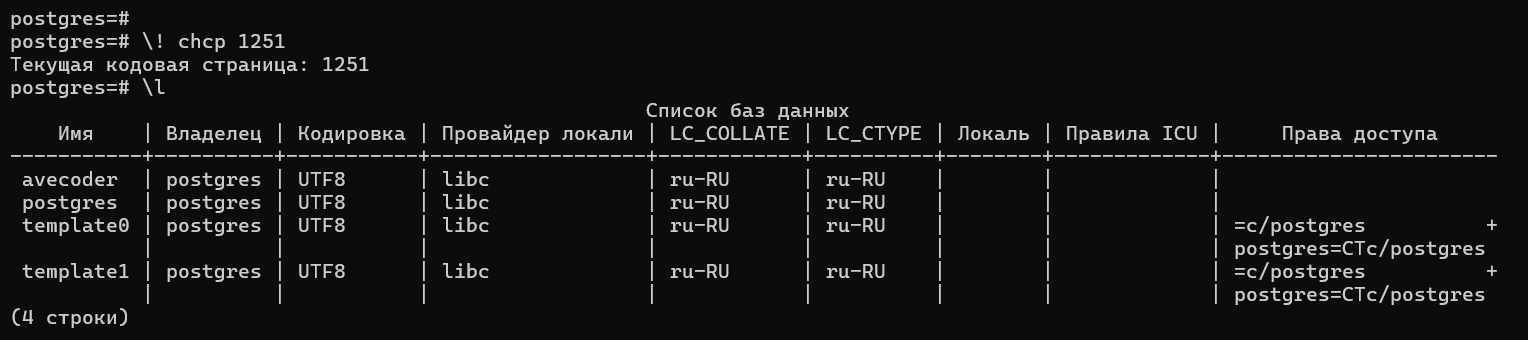 postgres=#
postgres=# \! chcp 1251
Текущая кодовая страница: 1251
postgres=# \l
                                                     Список баз данных
    Имя    | Владелец | Кодировка | Провайдер локали | LC_COLLATE | LC_CTYPE | Локаль | Правила ICU |     Права доступа
-----------+----------+-----------+------------------+------------+----------+--------+-------------+-----------------------
 avecoder  | postgres | UTF8      | libc             | ru-RU      | ru-RU    |        |             |
 postgres  | postgres | UTF8      | libc             | ru-RU      | ru-RU    |        |             |
 template0 | postgres | UTF8      | libc             | ru-RU      | ru-RU    |        |             | =c/postgres          +
           |          |           |                  |            |          |        |             | postgres=CTc/postgres
 template1 | postgres | UTF8      | libc             | ru-RU      | ru-RU    |        |             | =c/postgres          +
           |          |           |                  |            |          |        |             | postgres=CTc/postgres
(4 строки)